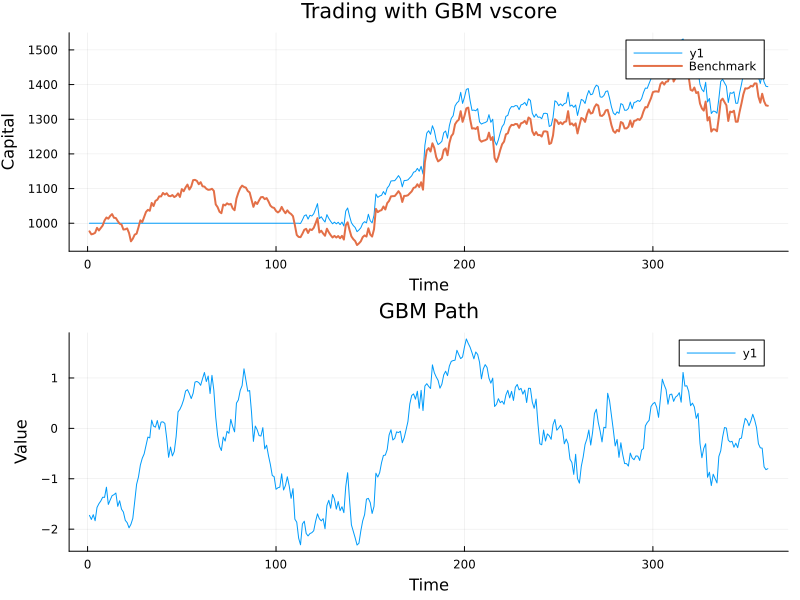 Trading with GBM vscore
1500
1400
1300
1200
1100
1000
Capital
y1
Benchmark
0
100
200
300
Time
GBM Path
1
0
−1
−2
Value
y1
0
100
200
300
Time